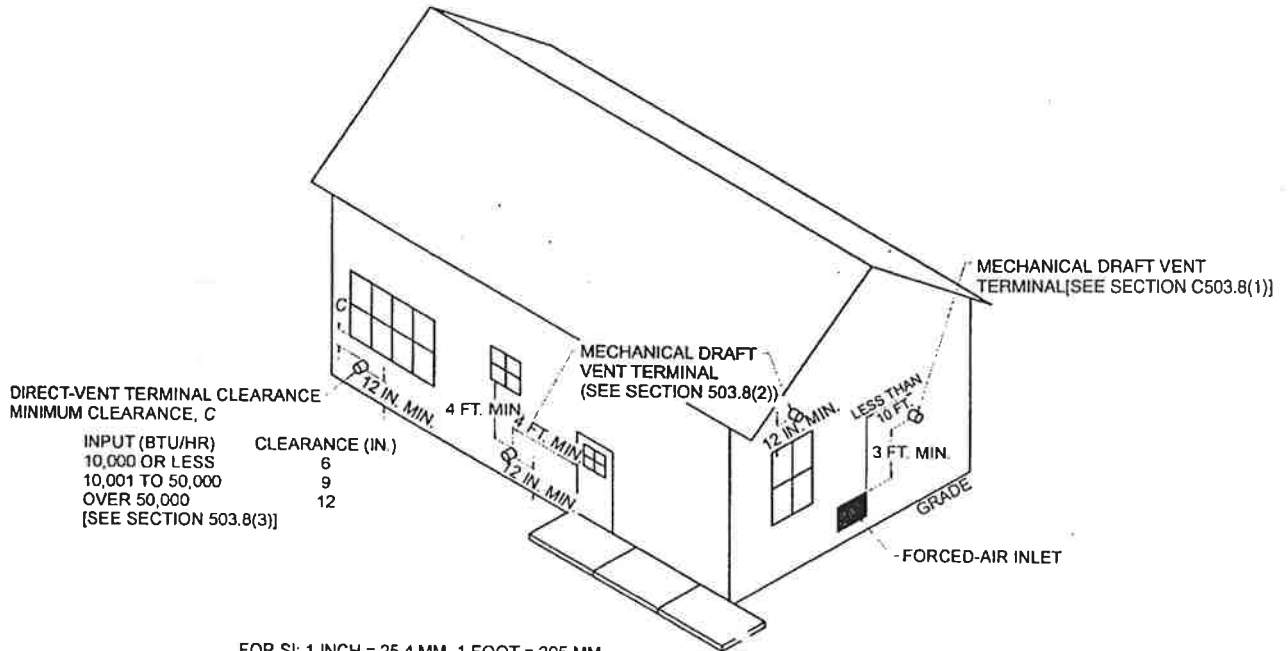 MECHANICAL DRAFT VENT
TERMINAL[SEE SECTION C503.8(1)]
MECHANICAL DRAFT
VENT TERMINAL
(SEE SECTION 503.8(2))
C
DIRECT-VENT TERMINAL CLEARANCE
MINIMUM CLEARANCE, C
12 IN. MIN.
4 FT. MIN
4 FT. MIN
12 IN. MIN.
12 IN. MIN.
LESS THAN
10 FT.
3 FT. MIN.
INPUT (BTU/HR) CLEARANCE (IN.)
10,000 OR LESS 6
10,001 TO 50,000 9
OVER 50,000 12
[SEE SECTION 503.8(3)]
GRADE
FORCED-AIR INLET
FOR SI: 1 INCH = 25.4 MM, 1 FOOT = 305 MM